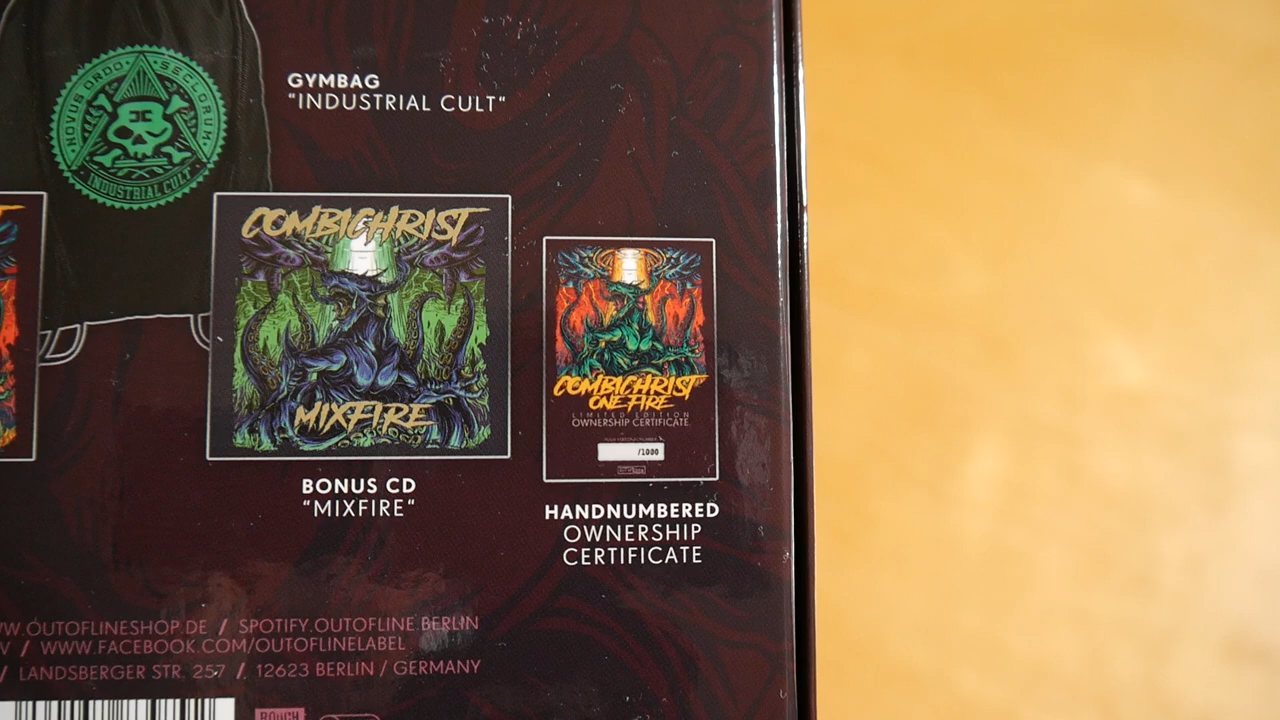 NOVUS ORDO SECLORUM
INDUSTRIAL CULT
GYMBAG
"INDUSTRIAL CULT"
COMBICHRIST
MIXFIRE
BONUS CD
"MIXFIRE"
COMBICHRIST
ONE FIRE
LIMITED EDITION
OWNERSHIP CERTIFICATE
/1000
HANDNUMBERED
OWNERSHIP
CERTIFICATE
W.OUTOFLINESHOP.DE / SPOTIFY.OUTOFLINE.BERLIN
/ WWW.FACEBOOK.COM/OUTOFLINELABEL
/ LANDSBERGER STR. 257 / 12623 BERLIN / GERMANY